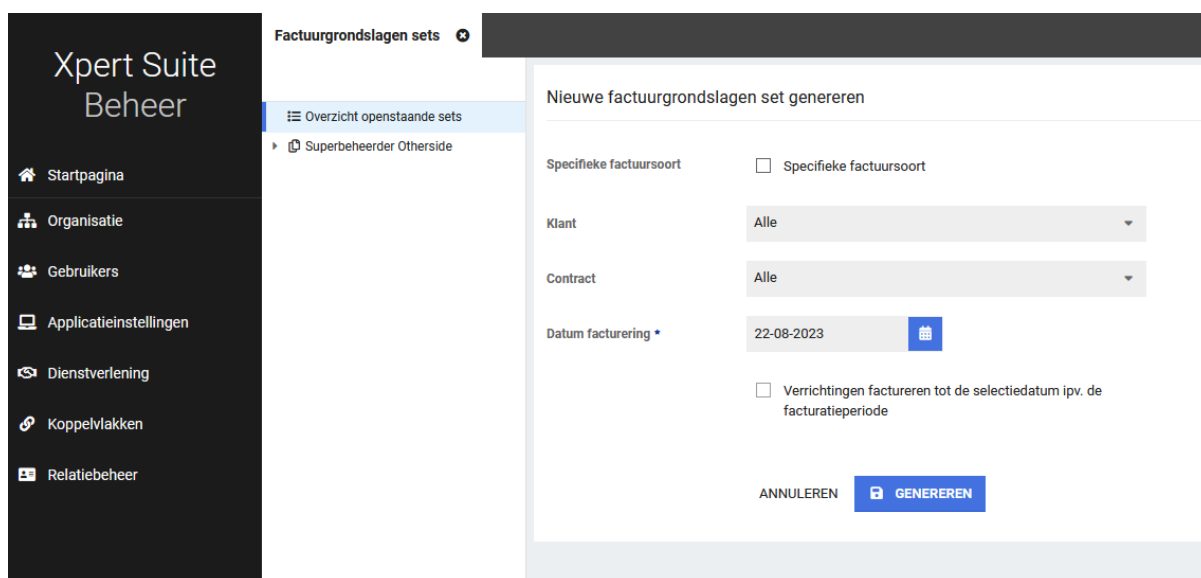 Xpert Suite
Beheer
Startpagina
Organisatie
Gebruikers
Applicatieinstellingen
Dienstverlening
Koppelvlakken
Relatiebeheer
Factuurgrondslagen sets
Overzicht openstaande sets
Superbeheerder Otherside
Nieuwe factuurgrondslagen set genereren
Specifieke factuursoort
Specifieke factuursoort
Klant
Alle
Contract
Alle
Datum facturering *
22-08-2023
Verrichtingen factureren tot de selectiedatum ipv. de
facturatieperiode
ANNULEREN
GENEREREN